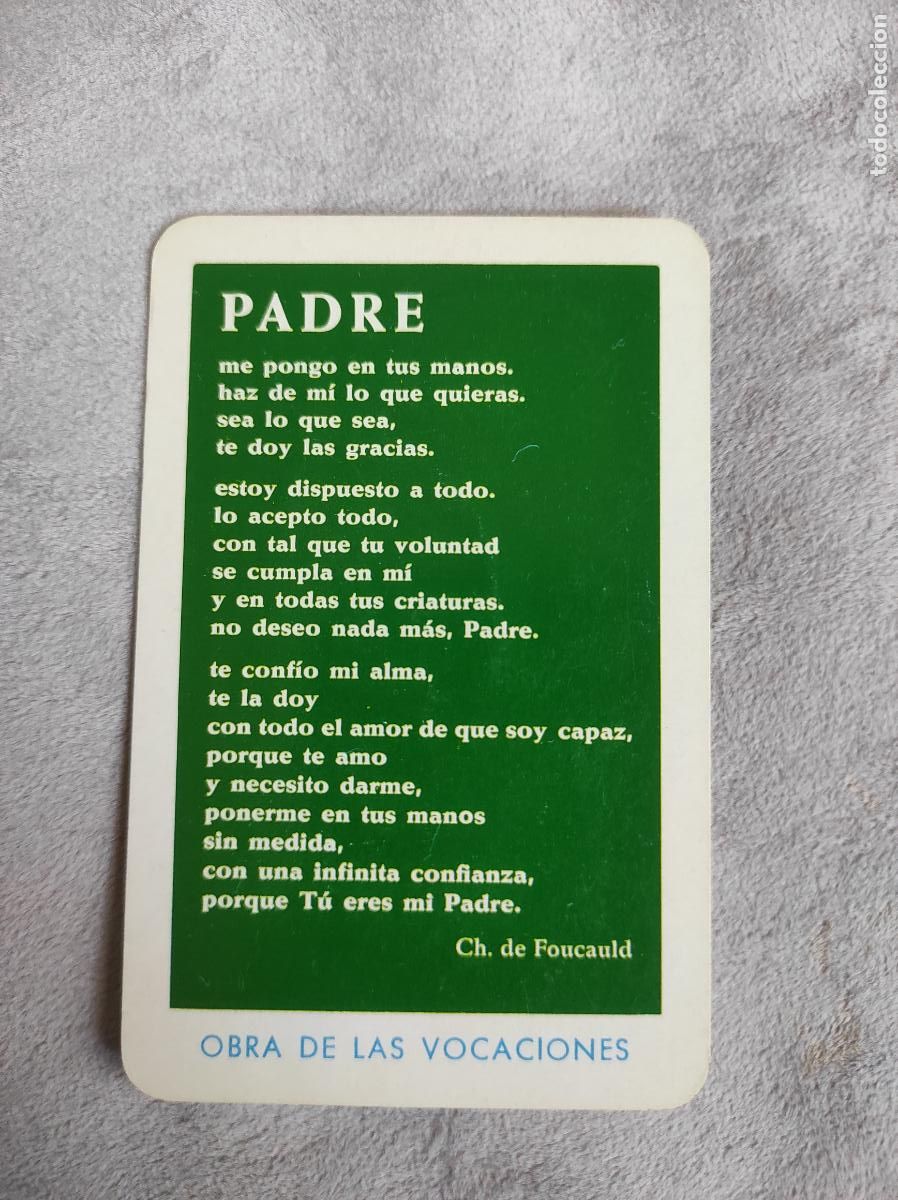 PADRE
me pongo en tus manos.
haz de mí lo que quieras.
sea lo que sea,
te doy las gracias.
estoy dispuesto a todo.
lo acepto todo,
con tal que tu voluntad
se cumpla en mí
y en todas tus criaturas.
no deseo nada más, Padre.
te confío mi alma,
te la doy
con todo el amor de que soy capaz,
porque te amo
y necesito darme,
ponerme en tus manos
sin medida,
con una infinita confianza,
porque Tú eres mi Padre.
Ch. de Foucauld
OBRA DE LAS VOCACIONES
todocoleccion